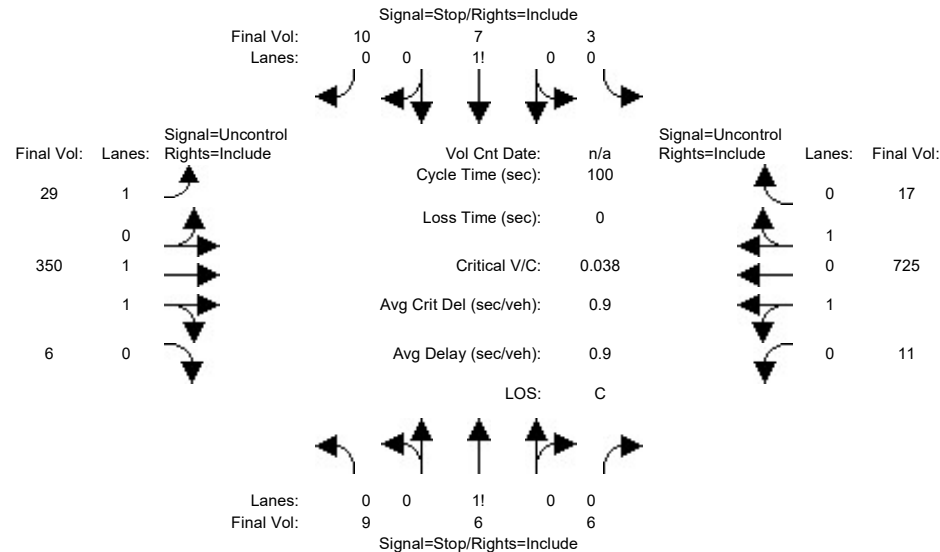 Signal=Stop/Rights=Include
Final Vol: 10 7 3
Lanes: 0 0 1! 0 0
Signal=Uncontrol Signal=Uncontrol
Final Vol: Lanes: Rights=Include Vol Cnt Date: n/a Rights=Include Lanes: Final Vol:
Cycle Time (sec): 100
29 1 0 17
Loss Time (sec): 0
0 1
350 1 Critical V/C: 0.038 0 725
1 Avg Crit Del (sec/veh): 0.9 1
6 0 Avg Delay (sec/veh): 0.9 0 11
LOS: C
Lanes: 0 0 1! 0 0
Final Vol: 9 6 6
Signal=Stop/Rights=Include